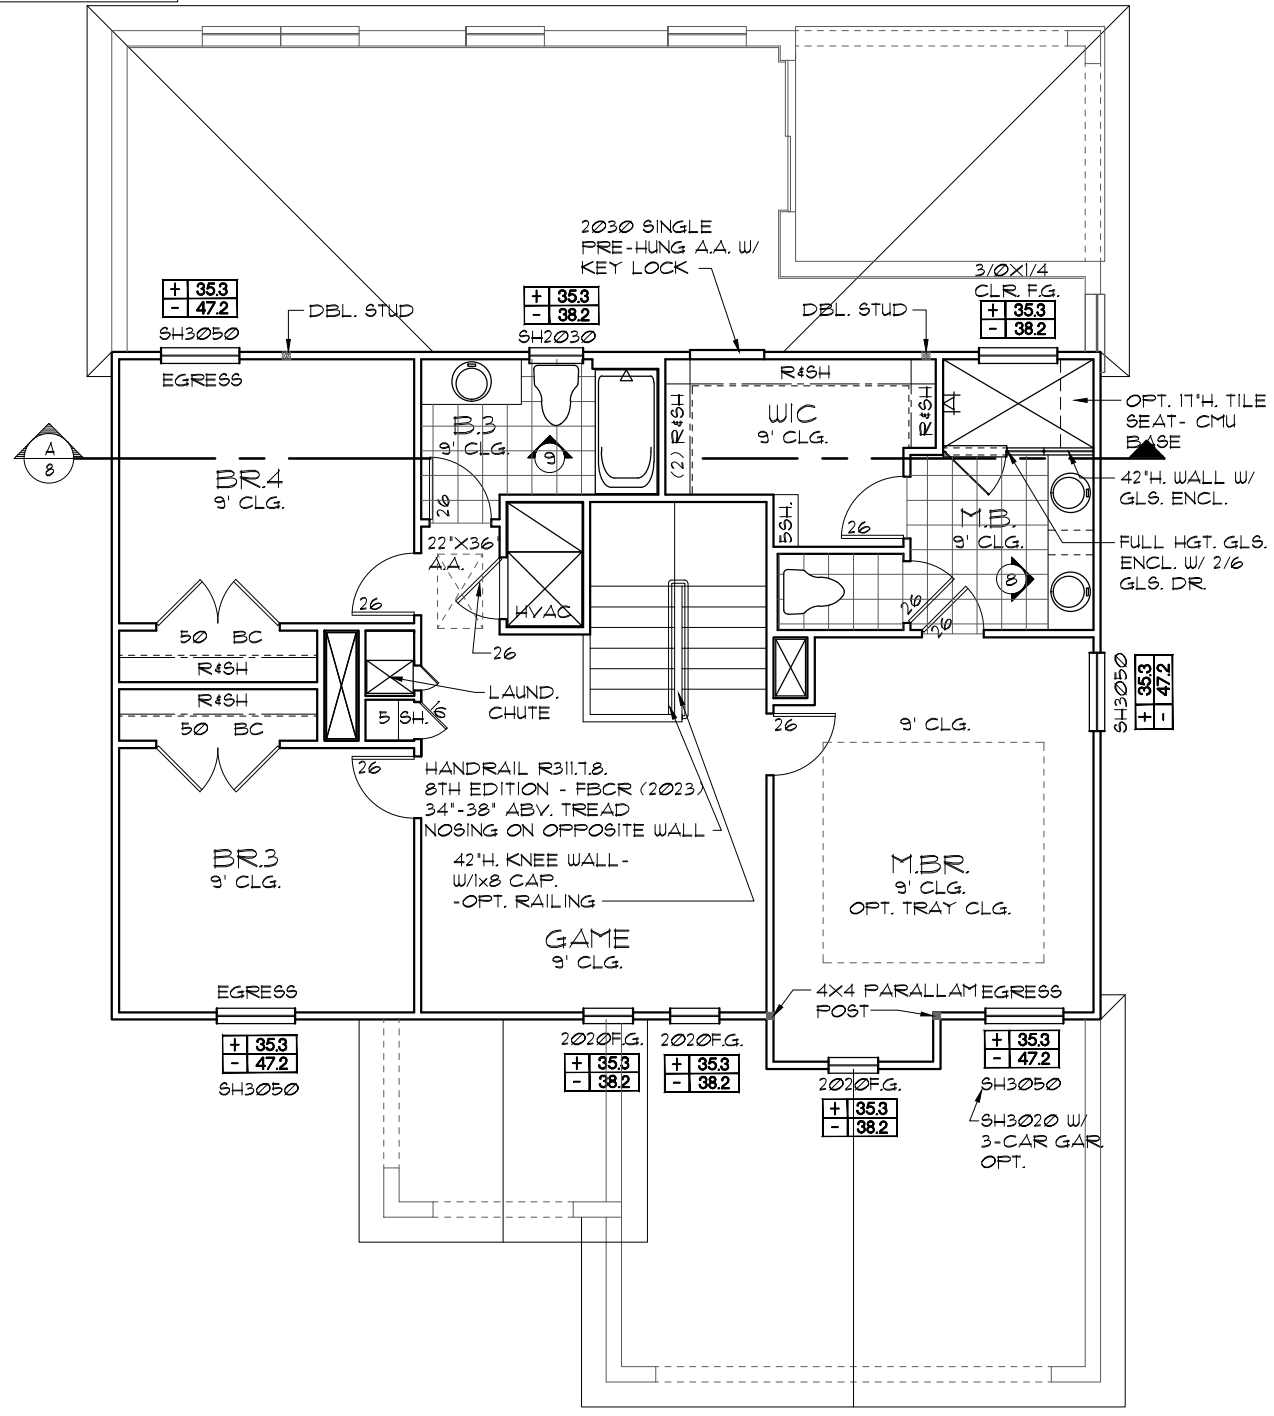 2030 SINGLE
PRE-HUNG A.A. W/
KEY LOCK
3/0X1/4
CLR. F.G.
+ 35.3
- 47.2
SH3050
EGRESS
DBL. STUD
+ 35.3
- 38.2
SH2030
DBL. STUD
+ 35.3
- 38.2
R&SH
(2) R&SH
R&SH
WIC
9' CLG.
OPT. 17"H. TILE
SEAT- CMU
BASE
42"H. WALL W/
GLS. ENCL.
FULL HGT. GLS.
ENCL. W/ 2/6
GLS. DR.
A
8
BR.4
9' CLG.
B.3
9' CLG.
9
26
22"X36"
A.A.
HVAC
26
5SH.
26
M.B.
9' CLG.
8
26
26
26
50 BC
R&SH
R&SH
50 BC
LAUND.
CHUTE
5 SH.
1/6
26
26
9' CLG.
SH3050
+ 35.3
- 47.2
HANDRAIL R311.7.8.
8TH EDITION - FBCR (2023)
34"-38" ABV. TREAD
NOSING ON OPPOSITE WALL
42"H. KNEE WALL-
W/1x8 CAP.
-OPT. RAILING
BR.3
9' CLG.
M.BR.
9' CLG.
OPT. TRAY CLG.
GAME
9' CLG.
EGRESS
4X4 PARALLAM
POST
EGRESS
+ 35.3
- 47.2
SH3050
2020F.G.
+ 35.3
- 38.2
2020F.G.
+ 35.3
- 38.2
2020F.G.
+ 35.3
- 38.2
+ 35.3
- 47.2
SH3050
SH3020 W/
3-CAR GAR.
OPT.